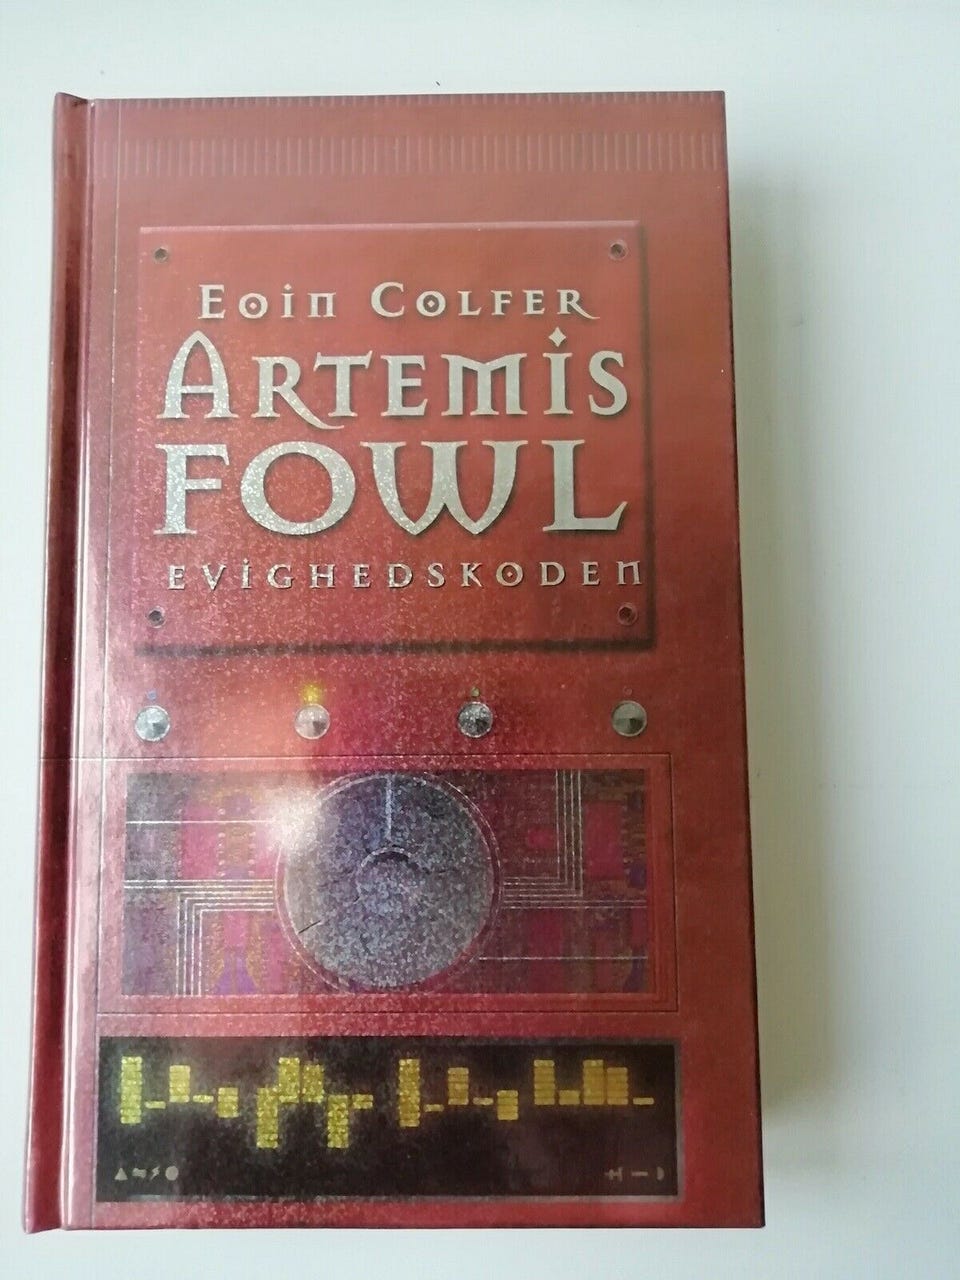 Eoin Colfer
Artemis
Fowl
Evighedskoden